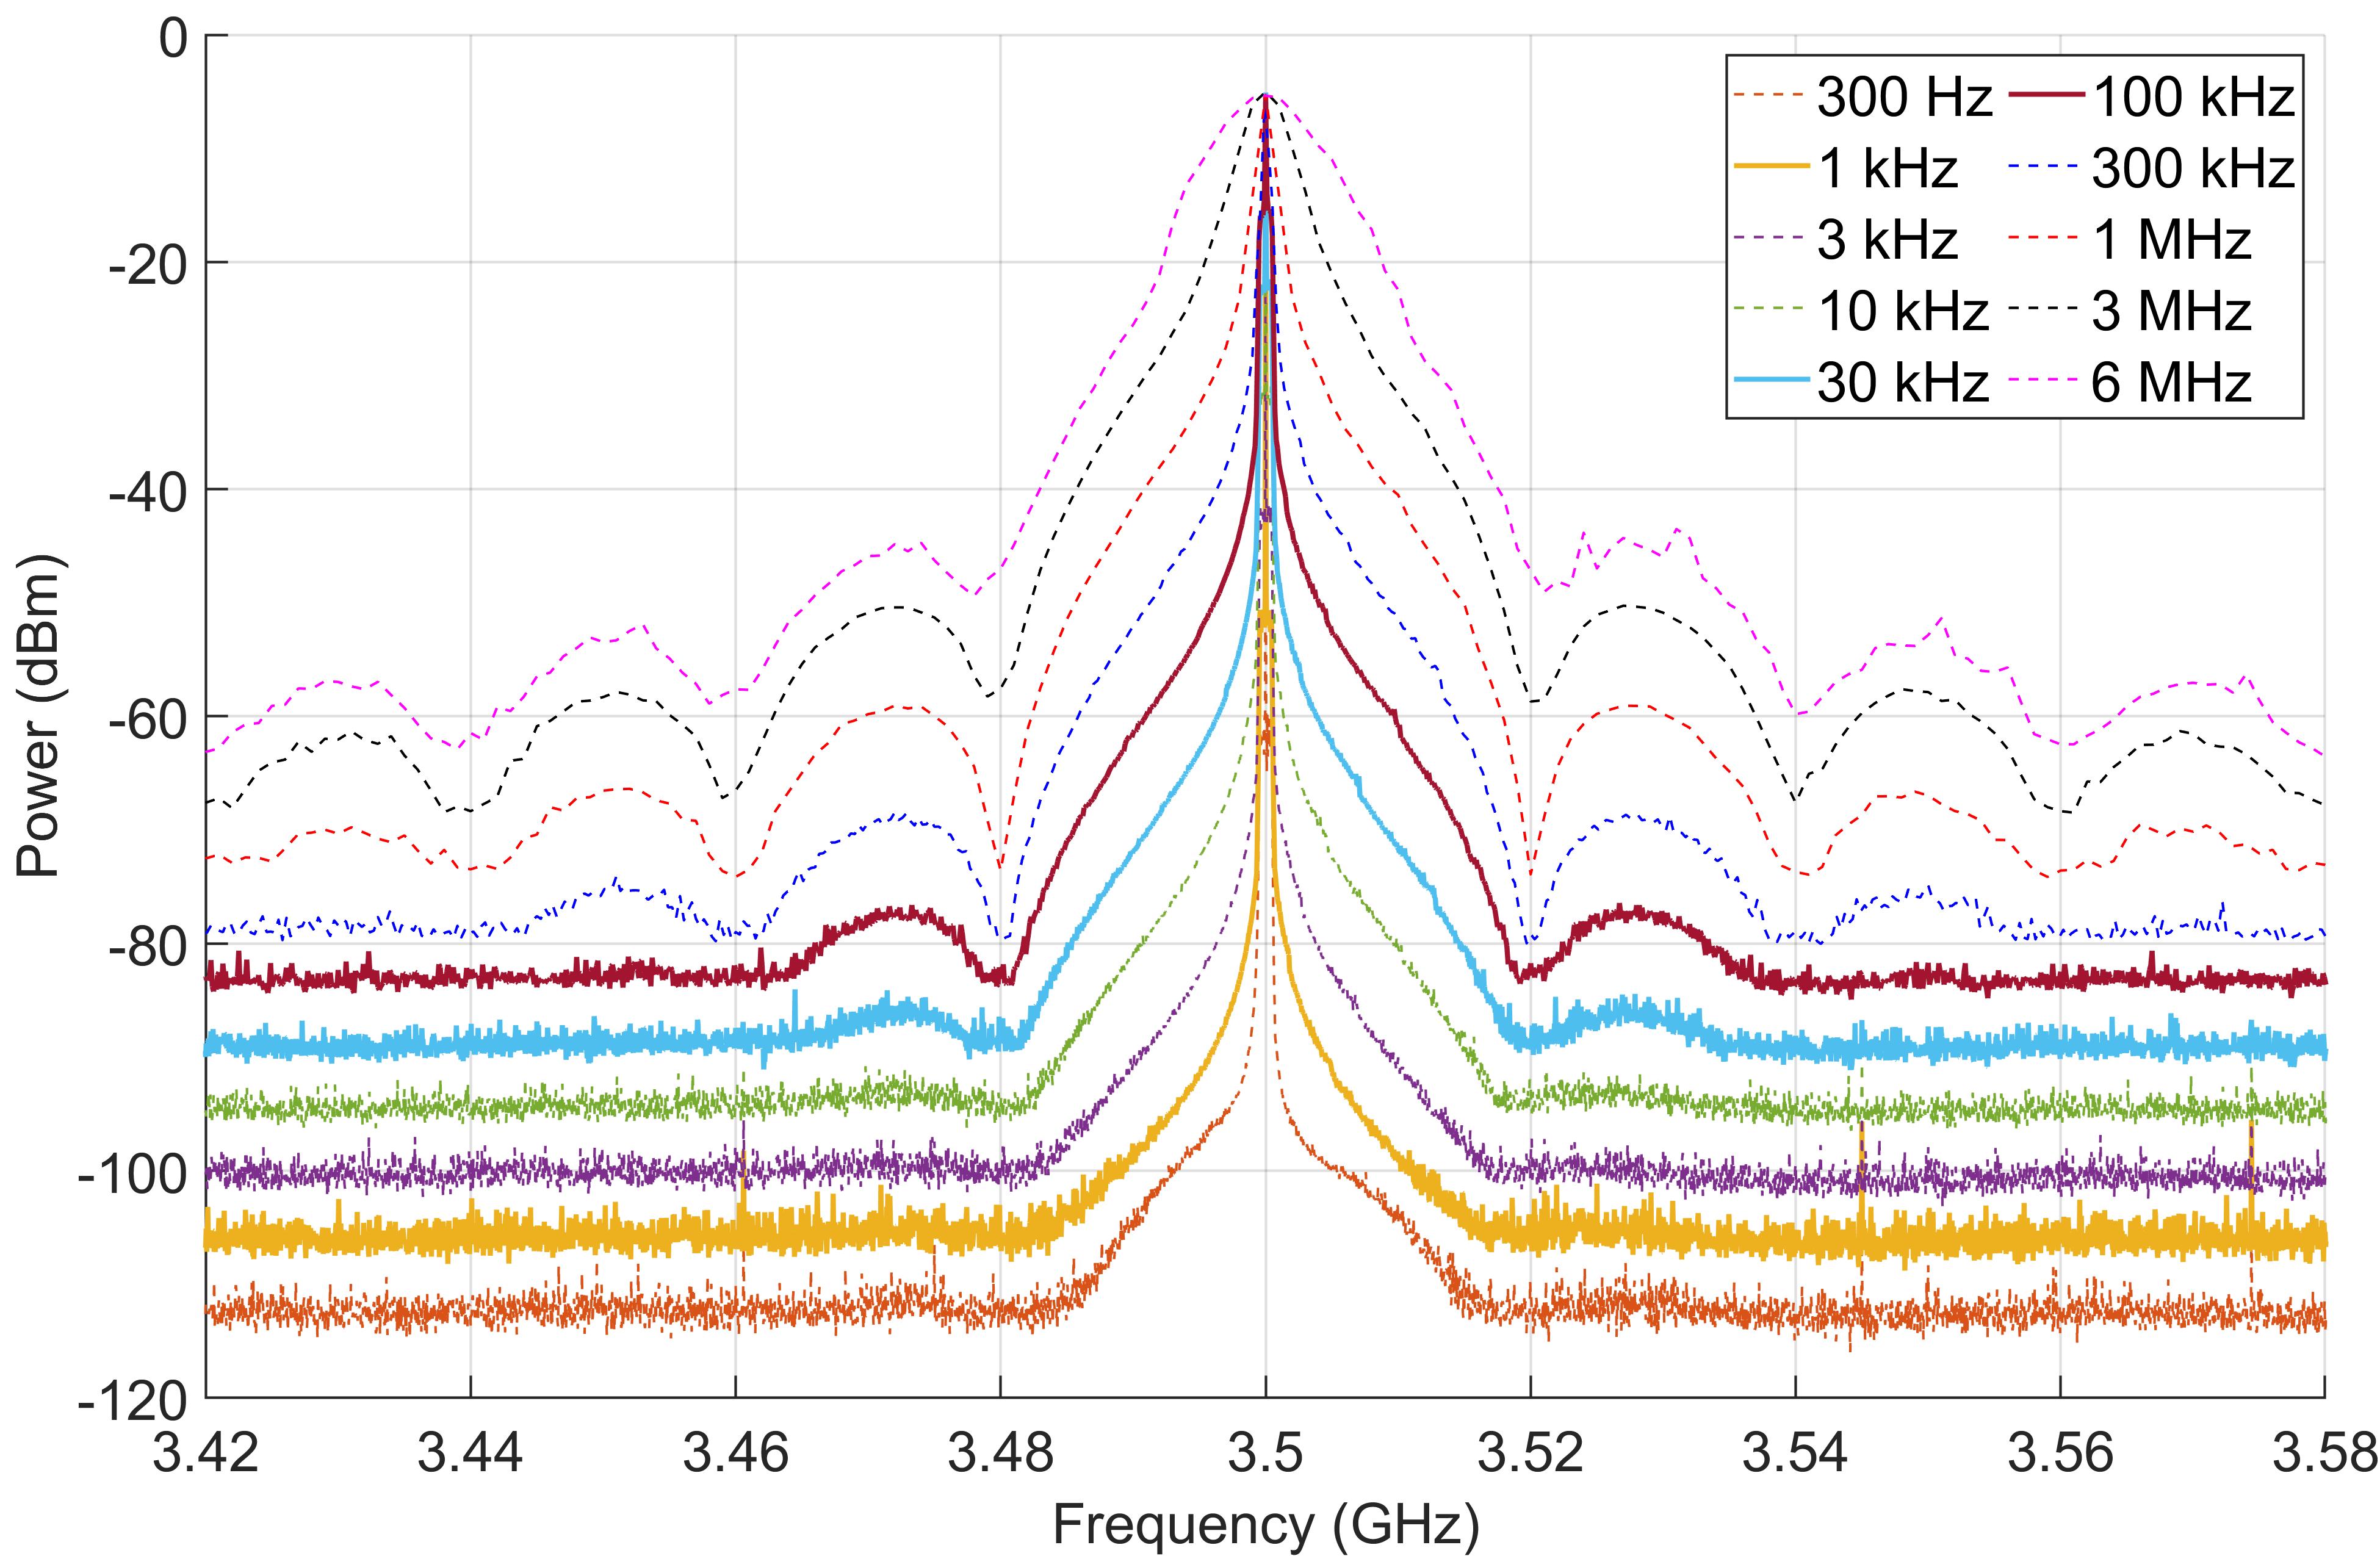 0
-20
-40
-60
-80
-100
-120
Power (dBm)
300 Hz
1 kHz
3 kHz
10 kHz
30 kHz
100 kHz
300 kHz
1 MHz
3 MHz
6 MHz
3.42 3.44 3.46 3.48 3.5 3.52 3.54 3.56 3.58
Frequency (GHz)